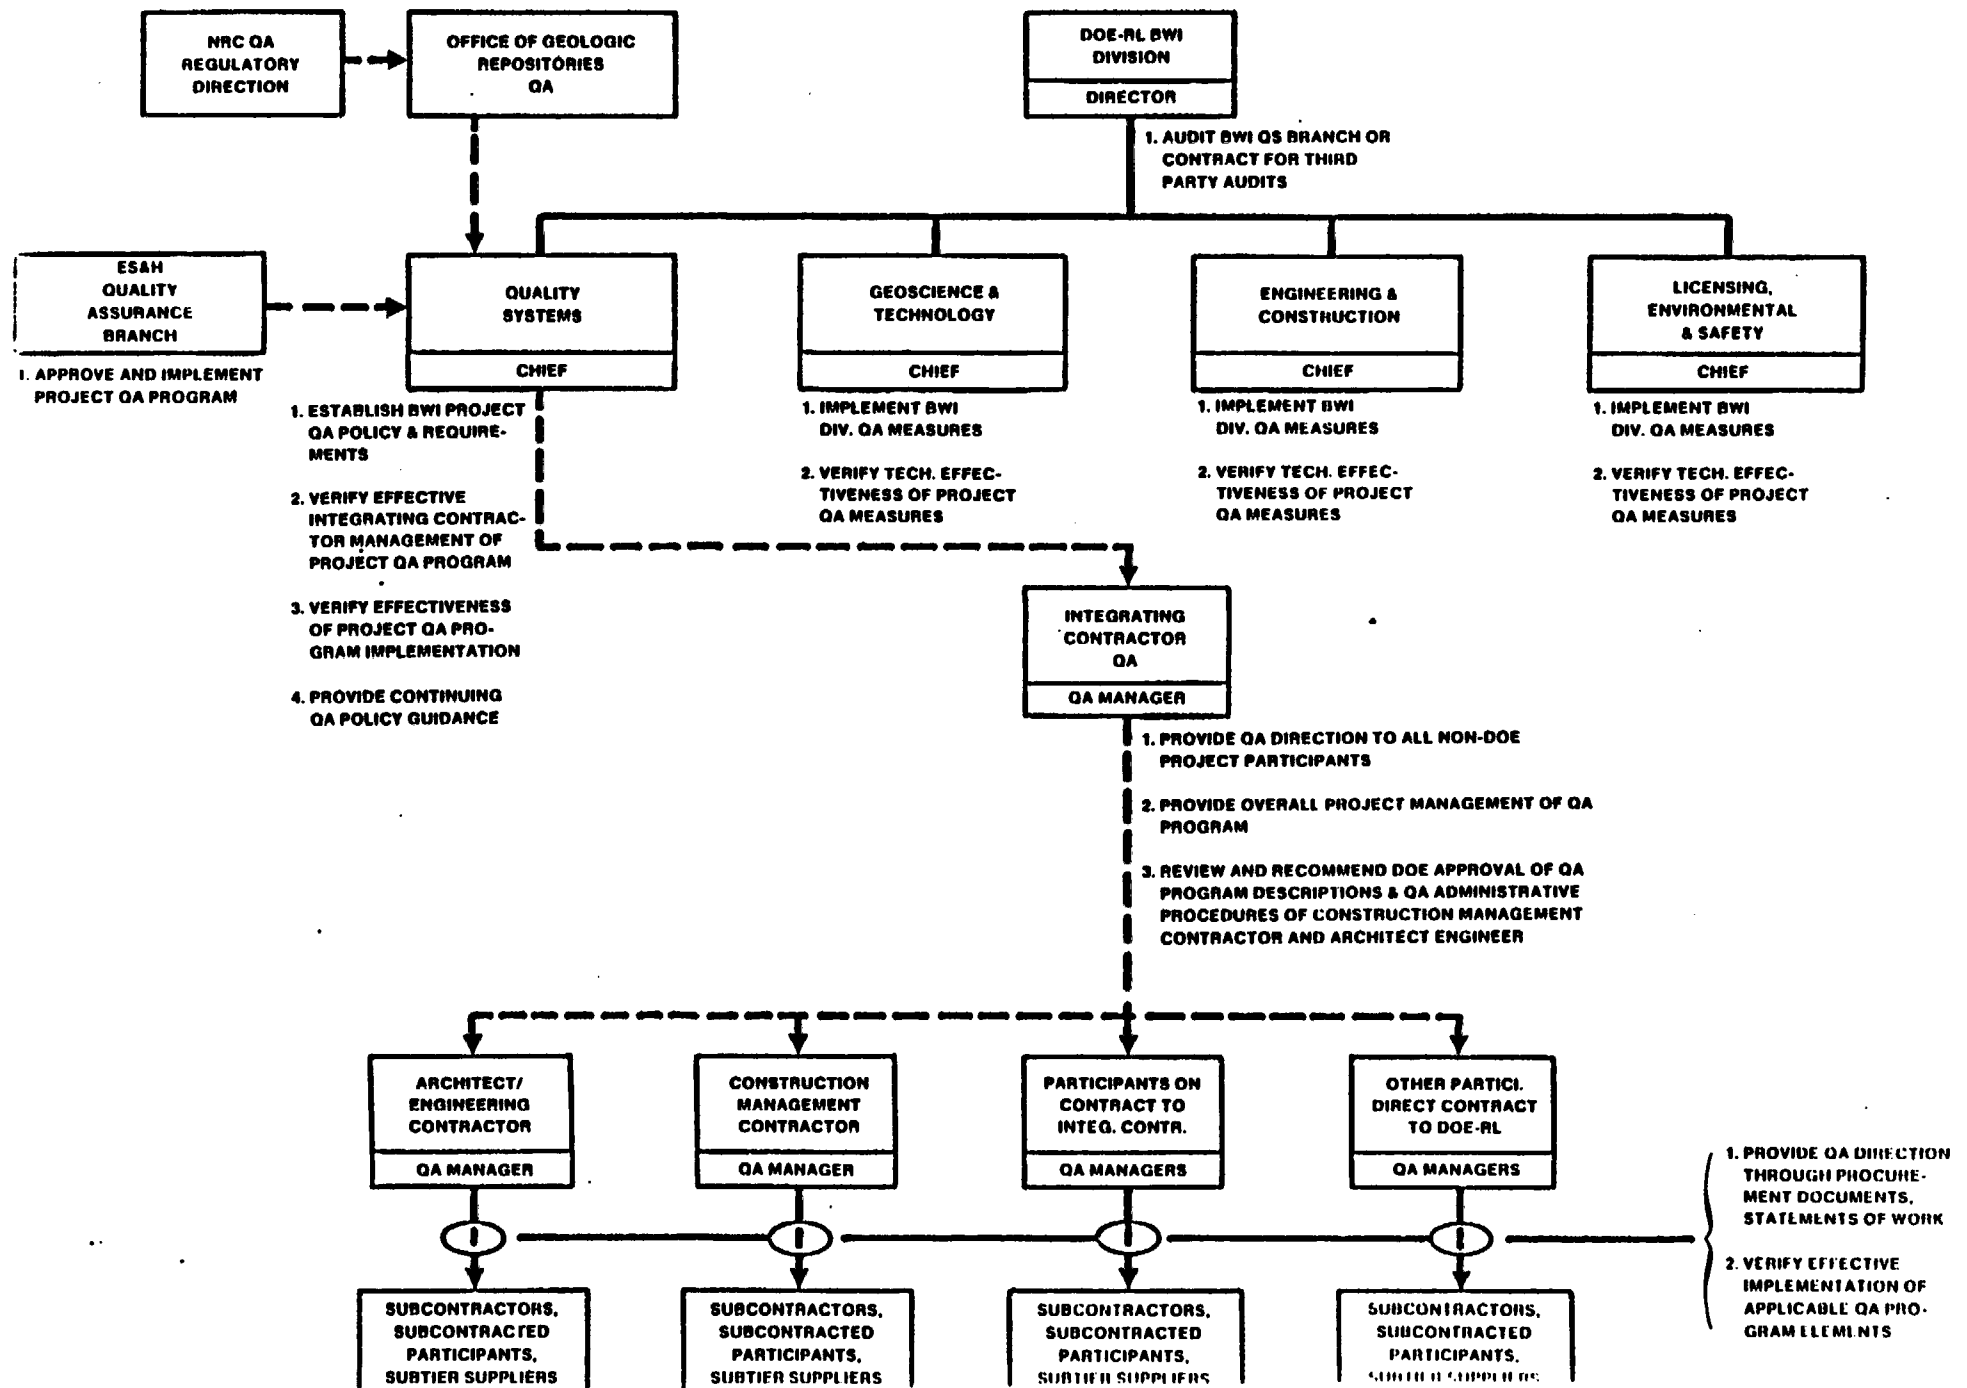 NRC QA
REGULATORY
DIRECTION
OFFICE OF GEOLOGIC
REPOSITORIES
QA
DOE-RL BWI
DIVISION
DIRECTOR
1. AUDIT BWI QS BRANCH OR
CONTRACT FOR THIRD
PARTY AUDITS
ES&H
QUALITY
ASSURANCE
BRANCH
1. APPROVE AND IMPLEMENT
PROJECT QA PROGRAM
QUALITY
SYSTEMS
CHIEF
1. ESTABLISH BWI PROJECT
QA POLICY & REQUIRE-
MENTS
2. VERIFY EFFECTIVE
INTEGRATING CONTRAC-
TOR MANAGEMENT OF
PROJECT QA PROGRAM
3. VERIFY EFFECTIVENESS
OF PROJECT QA PRO-
GRAM IMPLEMENTATION
4. PROVIDE CONTINUING
QA POLICY GUIDANCE
GEOSCIENCE &
TECHNOLOGY
CHIEF
1. IMPLEMENT BWI
DIV. QA MEASURES
2. VERIFY TECH. EFFEC-
TIVENESS OF PROJECT
QA MEASURES
ENGINEERING &
CONSTRUCTION
CHIEF
1. IMPLEMENT BWI
DIV. QA MEASURES
2. VERIFY TECH. EFFEC-
TIVENESS OF PROJECT
QA MEASURES
LICENSING,
ENVIRONMENTAL
& SAFETY
CHIEF
1. IMPLEMENT BWI
DIV. QA MEASURES
2. VERIFY TECH. EFFEC-
TIVENESS OF PROJECT
QA MEASURES
INTEGRATING
CONTRACTOR
QA
QA MANAGER
1. PROVIDE QA DIRECTION TO ALL NON-DOE
PROJECT PARTICIPANTS
2. PROVIDE OVERALL PROJECT MANAGEMENT OF QA
PROGRAM
3. REVIEW AND RECOMMEND DOE APPROVAL OF QA
PROGRAM DESCRIPTIONS & QA ADMINISTRATIVE
PROCEDURES OF CONSTRUCTION MANAGEMENT
CONTRACTOR AND ARCHITECT ENGINEER
ARCHITECT/
ENGINEERING
CONTRACTOR
QA MANAGER
CONSTRUCTION
MANAGEMENT
CONTRACTOR
QA MANAGER
PARTICIPANTS ON
CONTRACT TO
INTEG. CONTR.
QA MANAGERS
OTHER PARTICI.
DIRECT CONTRACT
TO DOE-RL
QA MANAGERS
1. PROVIDE QA DIRECTION
THROUGH PROCURE-
MENT DOCUMENTS,
STATEMENTS OF WORK
2. VERIFY EFFECTIVE
IMPLEMENTATION OF
APPLICABLE QA PRO-
GRAM ELEMENTS
SUBCONTRACTORS,
SUBCONTRACTED
PARTICIPANTS,
SUBTIER SUPPLIERS
SUBCONTRACTORS,
SUBCONTRACTED
PARTICIPANTS,
SUBTIER SUPPLIERS
SUBCONTRACTORS,
SUBCONTRACTED
PARTICIPANTS,
SUBTIER SUPPLIERS
SUBCONTRACTORS,
SUBCONTRACTED
PARTICIPANTS,
SUBTIER SUPPLIERS